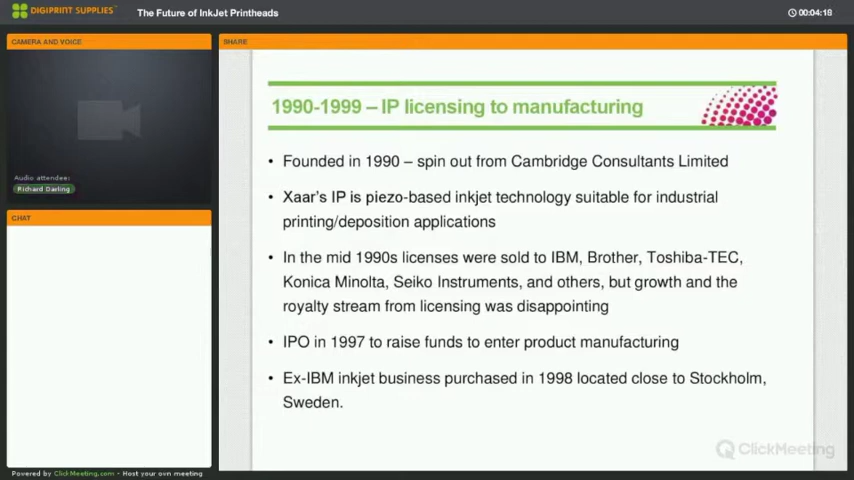 DIGIPRINT SUPPLIES
The Future of InkJet Printheads
00:04:18
CAMERA AND VOICE
Audio attendee:
Richard Darling
CHAT
SHARE
1990-1999 – IP licensing to manufacturing
• Founded in 1990 – spin out from Cambridge Consultants Limited
• Xaar's IP is piezo-based inkjet technology suitable for industrial
printing/deposition applications
• In the mid 1990s licenses were sold to IBM, Brother, Toshiba-TEC,
Konica Minolta, Seiko Instruments, and others, but growth and the
royalty stream from licensing was disappointing
• IPO in 1997 to raise funds to enter product manufacturing
• Ex-IBM inkjet business purchased in 1998 located close to Stockholm,
Sweden.
ClickMeeting
Powered by ClickMeeting.com - Host your own meeting